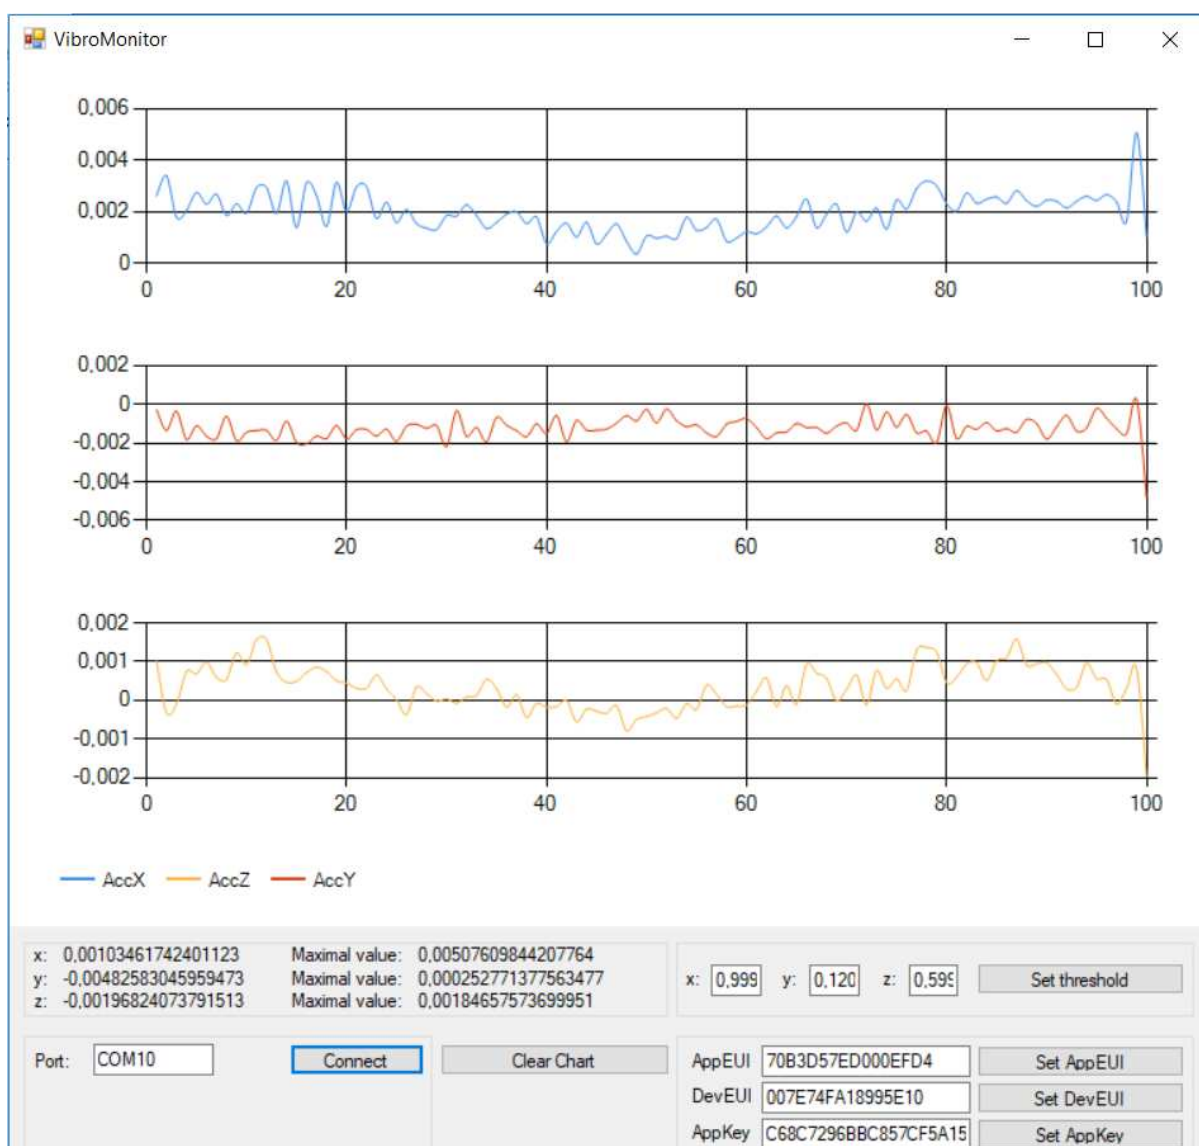 VibroMonitor
0,006
0,004
0,002
0
0 20 40 60 80 100
0,002
0
-0,002
-0,004
-0,006
0 20 40 60 80 100
0,002
0,001
0
-0,001
-0,002
0 20 40 60 80 100
AccX AccZ AccY
x: 0,00103461742401123 Maximal value: 0,00507609844207764
y: -0,00482583045959473 Maximal value: 0,000252771377563477
z: -0,00196824073791513 Maximal value: 0,00184657573699951
x: 0,999 y: 0,120 z: 0,599 Set threshold
Port: COM10 Connect Clear Chart
AppEUI 70B3D57ED000EFD4 Set AppEUI
DevEUI 007E74FA18995E10 Set DevEUI
AppKey C68C7296BBC857CF5A15 Set AppKey